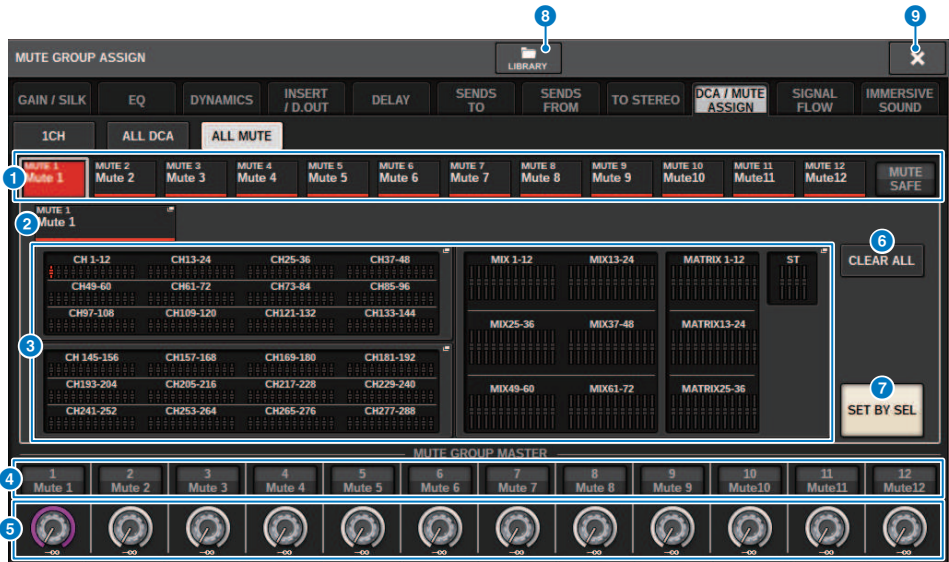 8
9
MUTE GROUP ASSIGN
LIBRARY
GAIN / SILK
EQ
DYNAMICS
INSERT / D.OUT
DELAY
SENDS TO
SENDS FROM
TO STEREO
DCA / MUTE ASSIGN
SIGNAL FLOW
IMMERSIVE SOUND
1CH
ALL DCA
ALL MUTE
1
MUTE 1
Mute 1
MUTE 2
Mute 2
MUTE 3
Mute 3
MUTE 4
Mute 4
MUTE 5
Mute 5
MUTE 6
Mute 6
MUTE 7
Mute 7
MUTE 8
Mute 8
MUTE 9
Mute 9
MUTE 10
Mute10
MUTE 11
Mute11
MUTE 12
Mute12
MUTE SAFE
2
MUTE 1
Mute 1
3
CH 1-12 CH13-24 CH25-36 CH37-48
CH49-60 CH61-72 CH73-84 CH85-96
CH97-108 CH109-120 CH121-132 CH133-144
CH 145-156 CH157-168 CH169-180 CH181-192
CH193-204 CH205-216 CH217-228 CH229-240
CH241-252 CH253-264 CH265-276 CH277-288
MIX 1-12 MIX13-24 MATRIX 1-12 ST
MIX25-36 MIX37-48 MATRIX13-24
MIX49-60 MIX61-72 MATRIX25-36
6
CLEAR ALL
7
SET BY SEL
MUTE GROUP MASTER
4
1 2 3 4 5 6 7 8 9 10 11 12
Mute 1 Mute 2 Mute 3 Mute 4 Mute 5 Mute 6 Mute 7 Mute 8 Mute 9 Mute10 Mute11 Mute12
5
-∞ -∞ -∞ -∞ -∞ -∞ -∞ -∞ -∞ -∞ -∞ -∞